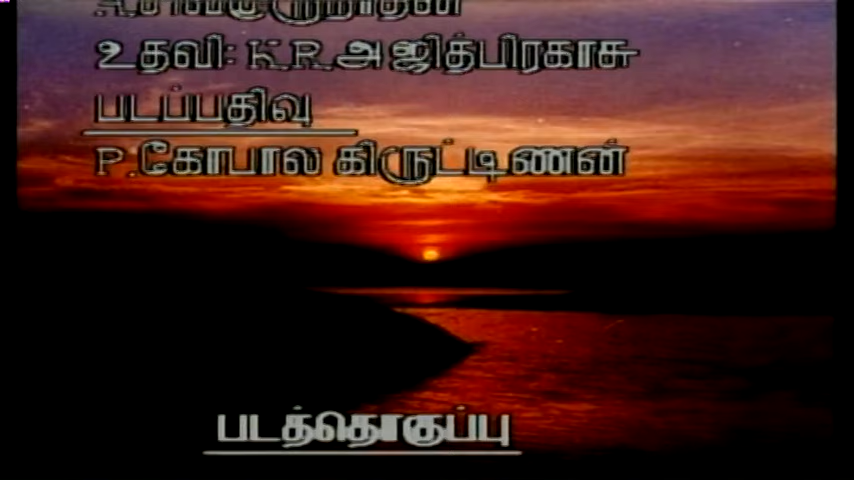 உதவி: K.R.அஜித்பிரகாசு
படப்பதிவு
P.கோபால கிருட்டிணன்
படத்தொகுப்பு